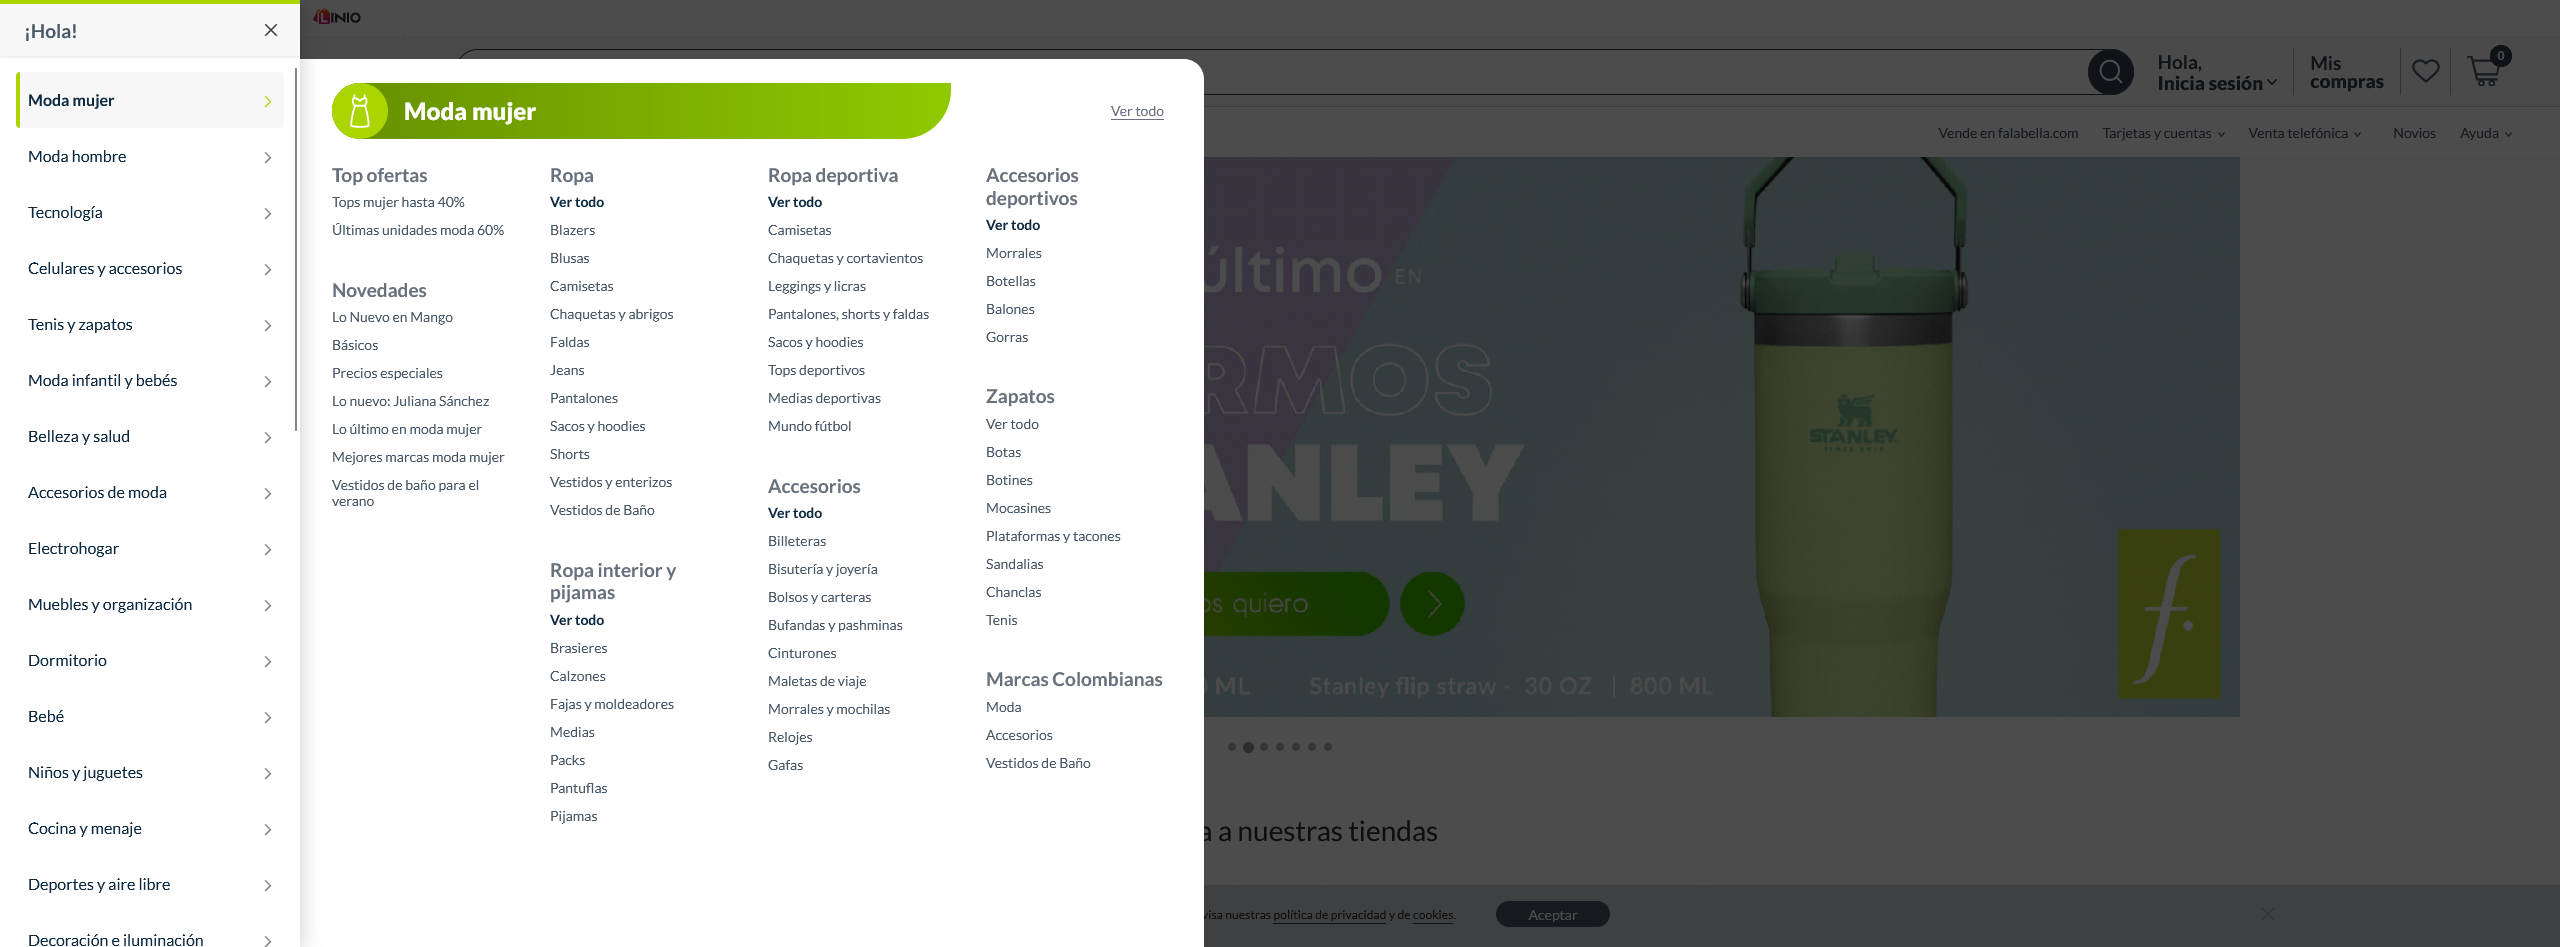 ¡Hola!
Moda mujer
Moda hombre
Tecnología
Celulares y accesorios
Tenis y zapatos
Moda infantil y bebés
Belleza y salud
Accesorios de moda
Electrohogar
Muebles y organización
Dormitorio
Bebé
Niños y juguetes
Cocina y menaje
Deportes y aire libre
Decoración e iluminación
LINIO
Hola,
Inicia sesión
Mis
compras
0
Vende en falabella.com
Tarjetas y cuentas
Venta telefónica
Novios
Ayuda
Moda mujer
Ver todo
Top ofertas
Tops mujer hasta 40%
Últimas unidades moda 60%
Novedades
Lo Nuevo en Mango
Básicos
Precios especiales
Lo nuevo: Juliana Sánchez
Lo último en moda mujer
Mejores marcas moda mujer
Vestidos de baño para el
verano
Ropa
Ver todo
Blazers
Blusas
Camisetas
Chaquetas y abrigos
Faldas
Jeans
Pantalones
Sacos y hoodies
Shorts
Vestidos y enterizos
Vestidos de Baño
Ropa interior y
pijamas
Ver todo
Brasieres
Calzones
Fajas y moldeadores
Medias
Packs
Pantuflas
Pijamas
Ropa deportiva
Ver todo
Camisetas
Chaquetas y cortavientos
Leggings y licras
Pantalones, shorts y faldas
Sacos y hoodies
Tops deportivos
Medias deportivas
Mundo fútbol
Accesorios
Ver todo
Billeteras
Bisutería y joyería
Bolsos y carteras
Bufandas y pashminas
Cinturones
Maletas de viaje
Morrales y mochilas
Relojes
Gafas
Accesorios
deportivos
Ver todo
Morrales
Botellas
Balones
Gorras
Zapatos
Ver todo
Botas
Botines
Mocasines
Plataformas y tacones
Sandalias
Chanclas
Tenis
Marcas Colombianas
Moda
Accesorios
Vestidos de Baño
último EN
RMOS
ANLEY
os quiero
ML
Stanley flip straw - 30 OZ | 800 ML
STANLEY
f.
a a nuestras tiendas
visa nuestras política de privacidad y de cookies.
Aceptar